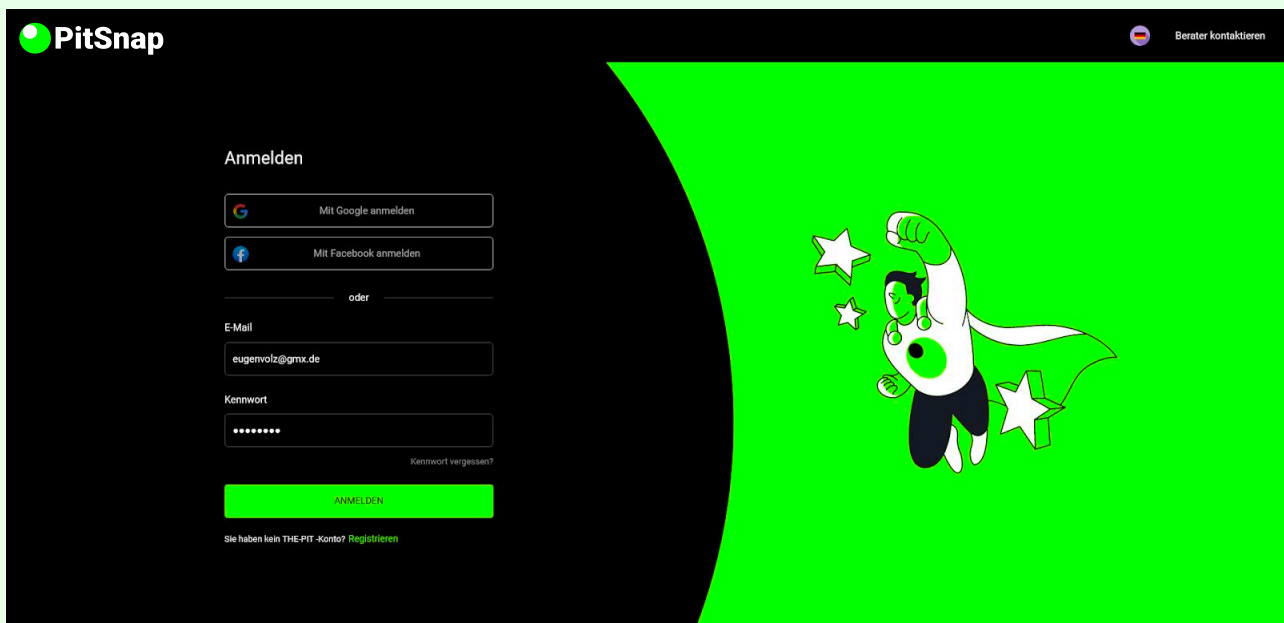 PitSnap
Berater kontaktieren
Anmelden
Mit Google anmelden
Mit Facebook anmelden
oder
E-Mail
eugenvolz@gmx.de
Kennwort
••••••••
Kennwort vergessen?
ANMELDEN
Sie haben kein THE-PIT -Konto? Registrieren